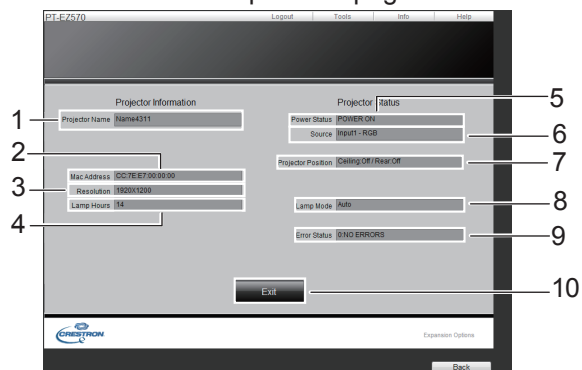 PT-EZ570 Logout Tools Info Help
Projector Information Projector Status
1 Projector Name Name4311
Power Status POWER ON 5
Source Input1 - RGB 6
2
Projector Position Ceiling:Off / Rear:Off 7
Mac Address CC:7E:E7:00:00:00
3 Resolution 1920X1200
Lamp Hours 14
4
Lamp Mode Auto 8
Error Status 0:NO ERRORS 9
Exit 10
CRESTRON Expansion Options
Back